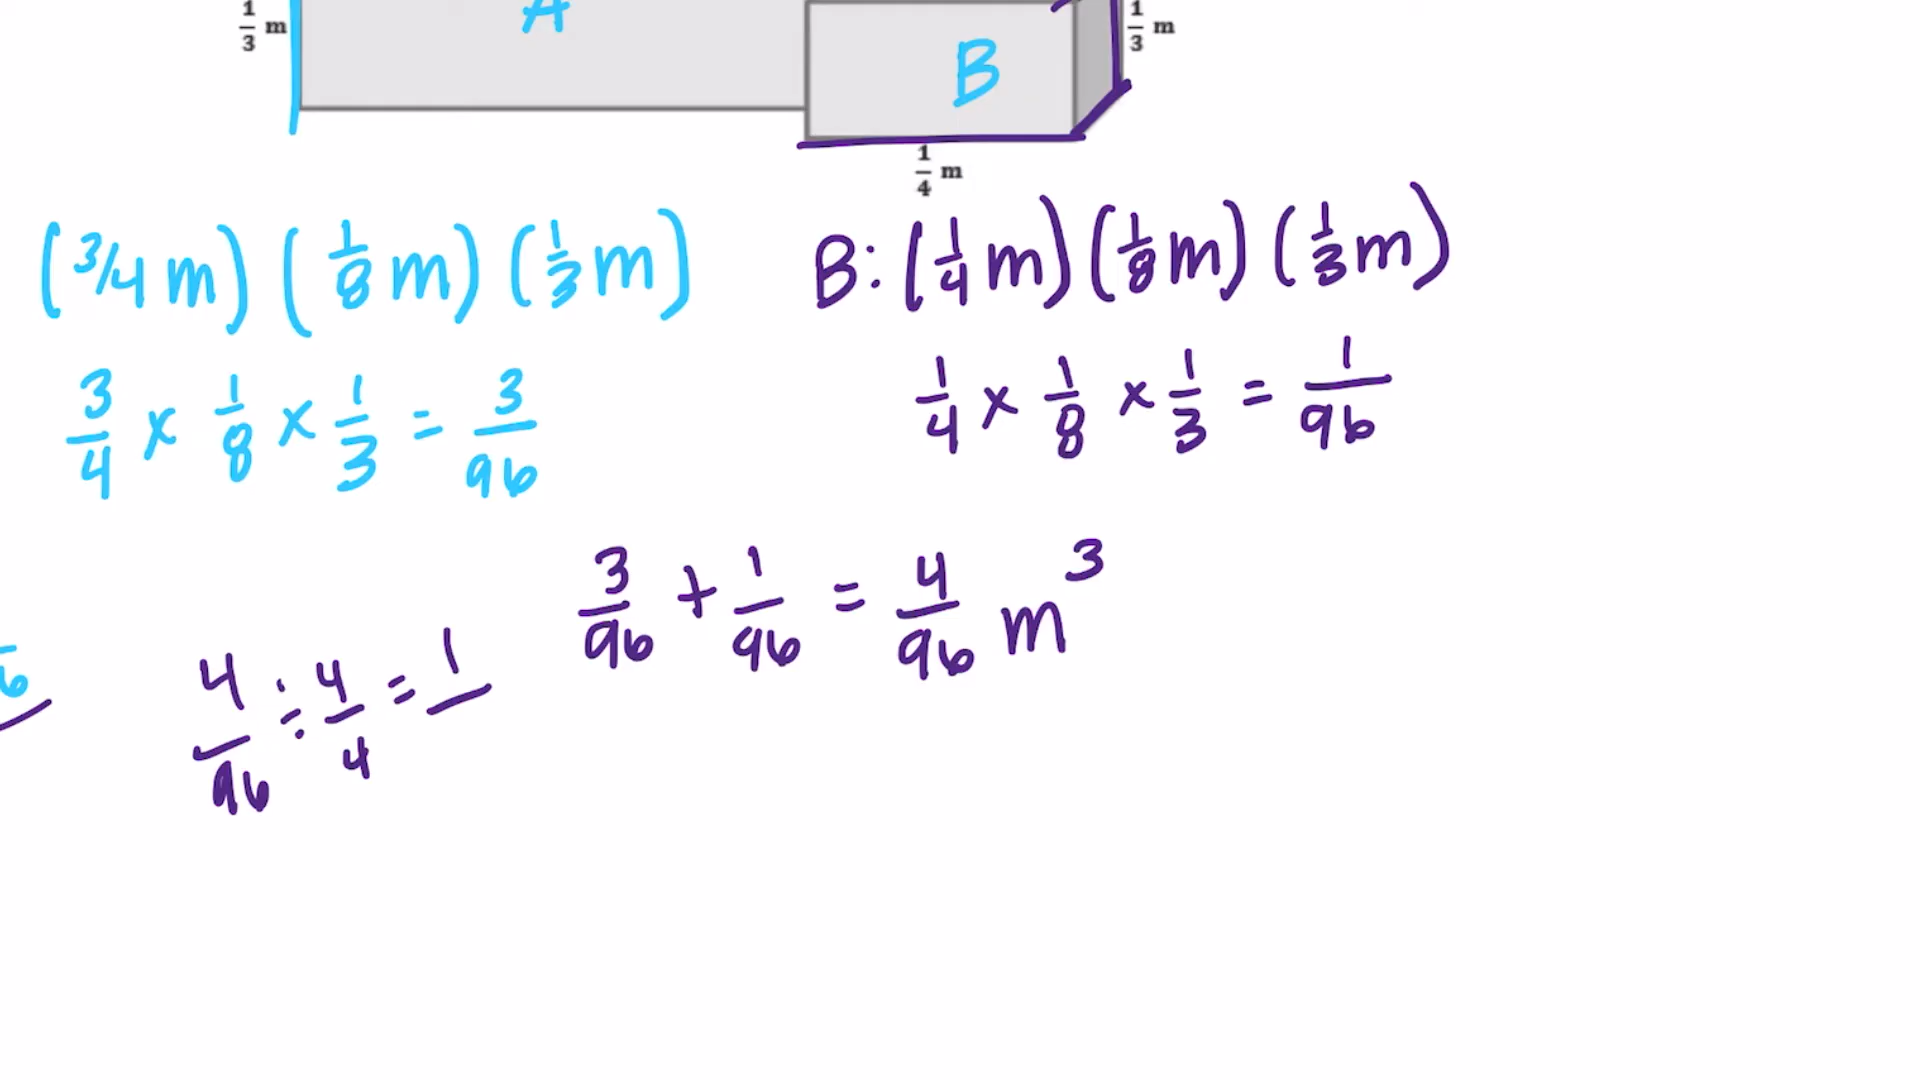 1/3 m
A
B
1/3 m
1/4 m
(3/4 m) (1/8 m) (1/3 m)
3/4 x 1/8 x 1/3 = 3/96
B: (1/4 m) (1/8 m) (1/3 m)
1/4 x 1/8 x 1/3 = 1/96
3/96 + 1/96 = 4/96 m³
6
4/96 ÷ 4/4 = 1/